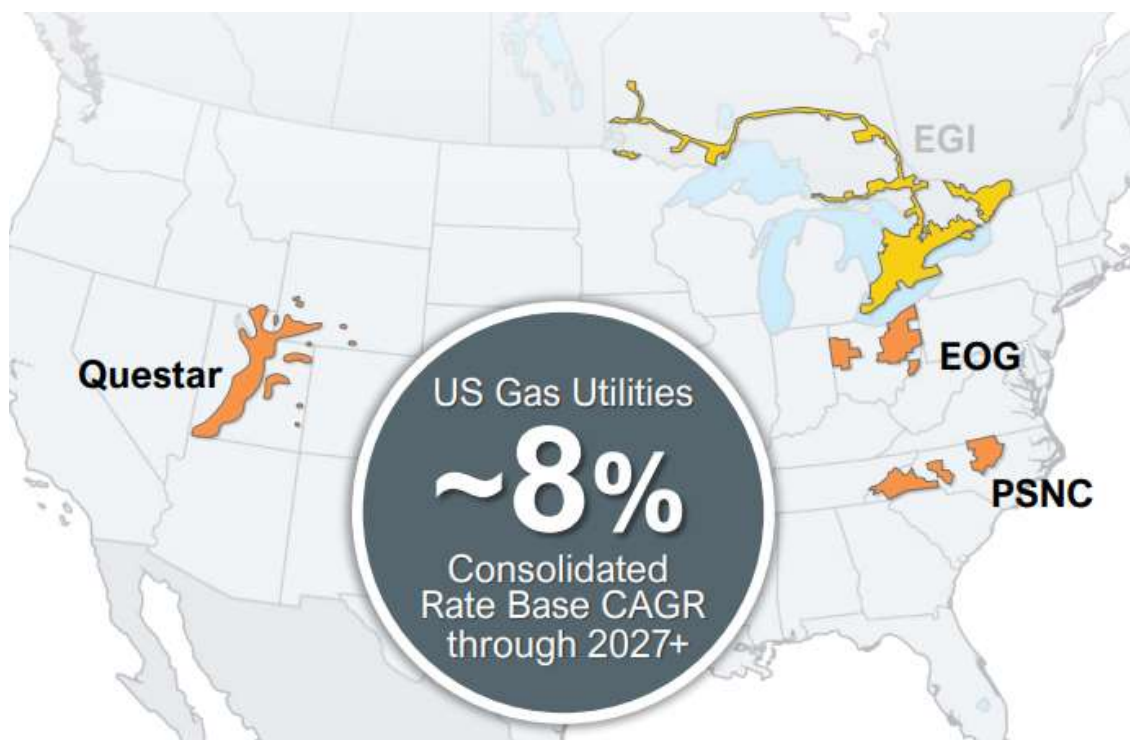 EGI
Questar
EOG
PSNC
US Gas Utilities
~8%
Consolidated
Rate Base CAGR
through 2027+